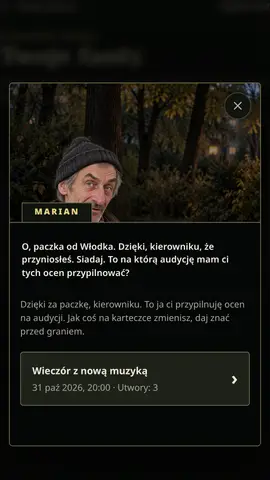 MARIAN
O, paczka od Włodka. Dzięki, kierowniku, że
przyniosłeś. Siadaj. To na którą audycję mam ci
tych ocen przypilnować?
Dzięki za paczkę, kierowniku. To ja ci przypilnuję ocen
na audycji. Jak coś na karteczce zmienisz, daj znać
przed graniem.
Wieczór z nową muzyką
31 paź 2026, 20:00 · Utwory: 3